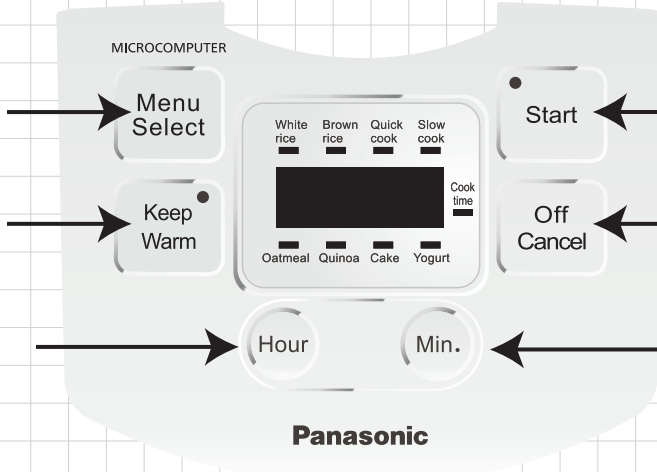 MICROCOMPUTER
Menu
Select
Start
White
rice
Brown
rice
Quick
cook
Slow
cook
Cook
time
Keep
Warm
Off
Cancel
Oatmeal Quinoa Cake Yogurt
Hour
Min.
Panasonic